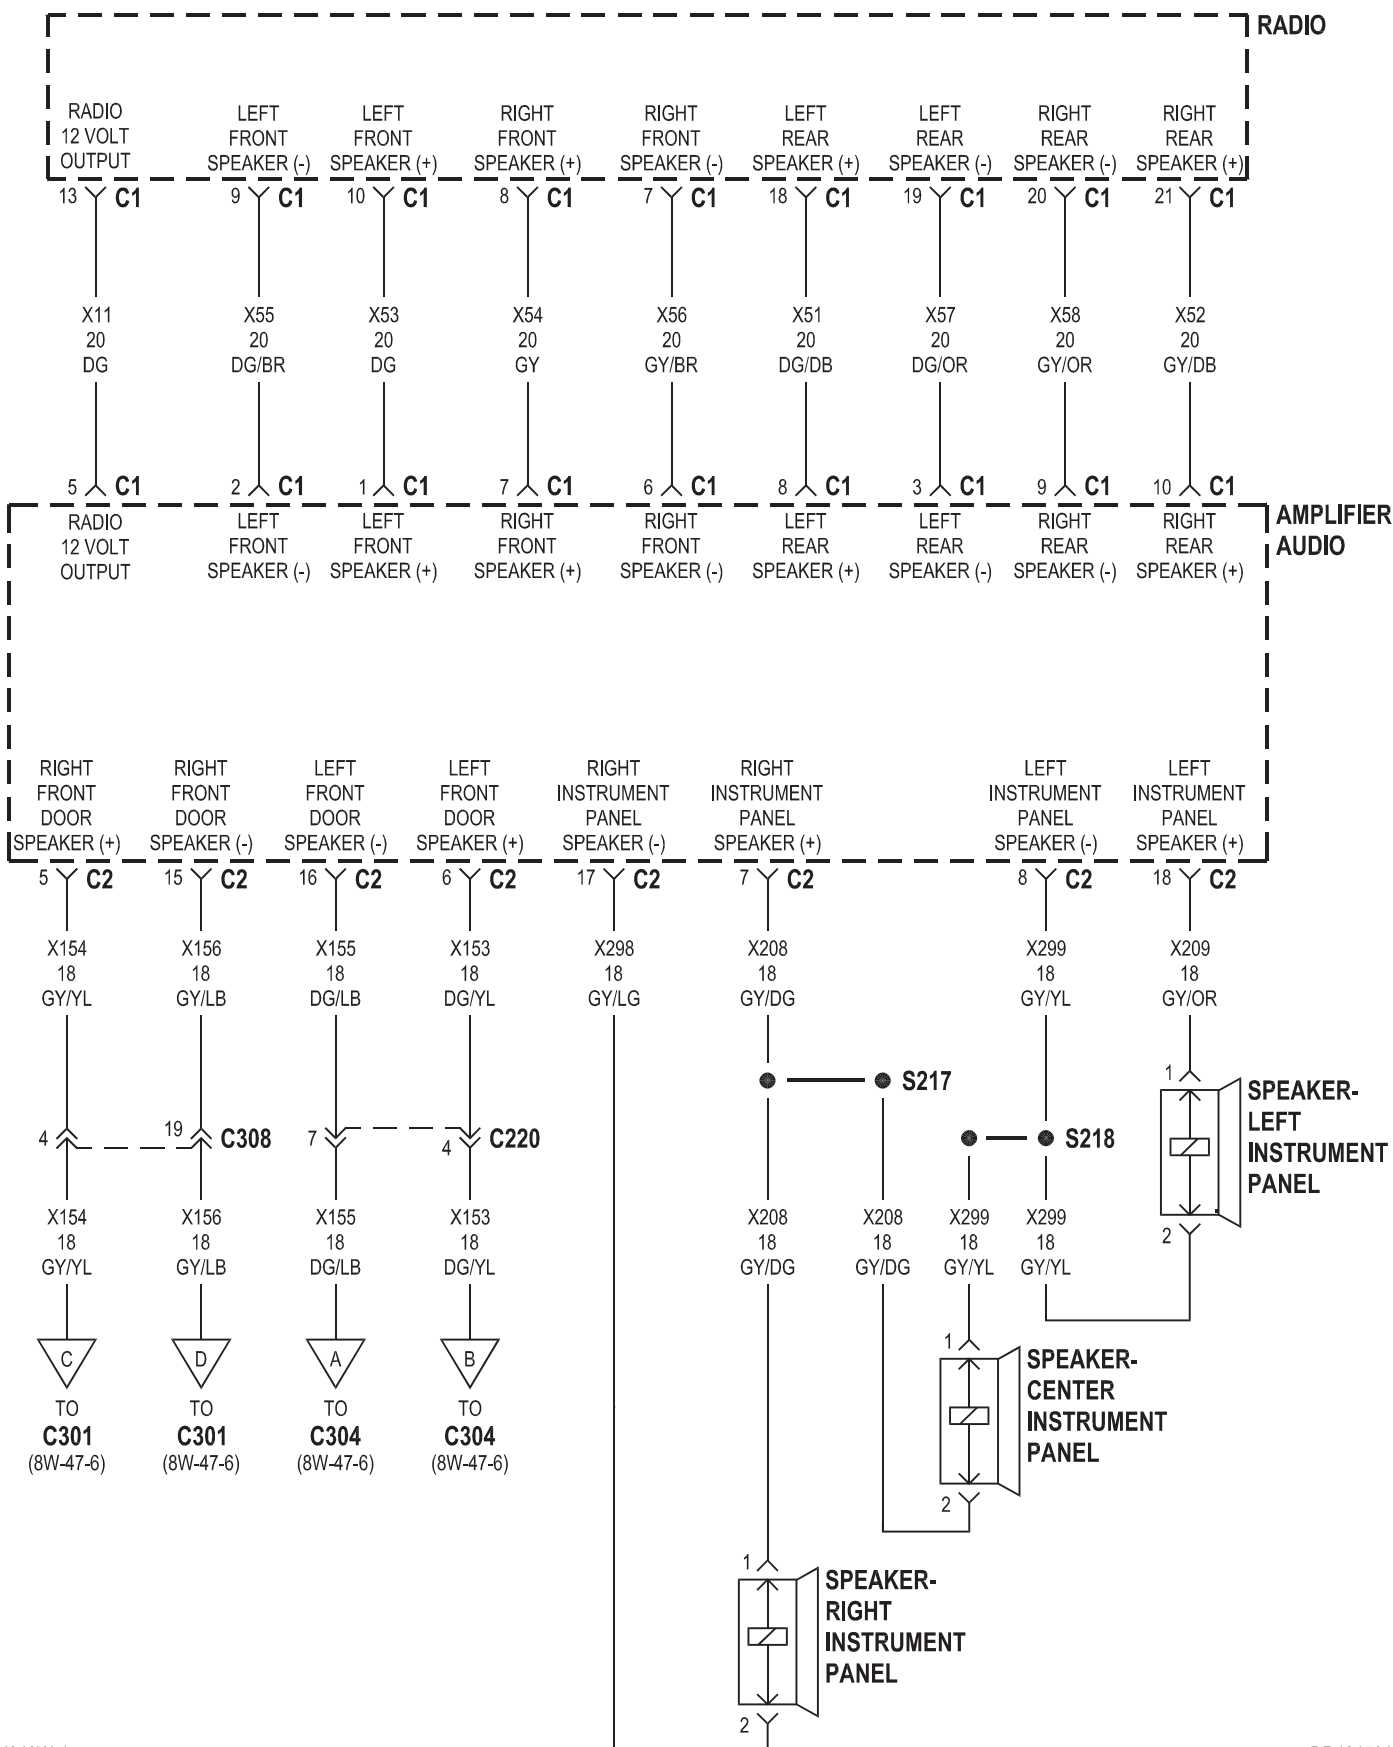 RADIO
RADIO 12 VOLT OUTPUT
LEFT FRONT SPEAKER (-)
LEFT FRONT SPEAKER (+)
RIGHT FRONT SPEAKER (+)
RIGHT FRONT SPEAKER (-)
LEFT REAR SPEAKER (+)
LEFT REAR SPEAKER (-)
RIGHT REAR SPEAKER (-)
RIGHT REAR SPEAKER (+)
13 C1 9 C1 10 C1 8 C1 7 C1 18 C1 19 C1 20 C1 21 C1
X11 X55 X53 X54 X56 X51 X57 X58 X52
20 20 20 20 20 20 20 20 20
DG DG/BR DG GY GY/BR DG/DB DG/OR GY/OR GY/DB
5 C1 2 C1 1 C1 7 C1 6 C1 8 C1 3 C1 9 C1 10 C1
AMPLIFIER
AUDIO
RADIO 12 VOLT OUTPUT
LEFT FRONT SPEAKER (-)
LEFT FRONT SPEAKER (+)
RIGHT FRONT SPEAKER (+)
RIGHT FRONT SPEAKER (-)
LEFT REAR SPEAKER (+)
LEFT REAR SPEAKER (-)
RIGHT REAR SPEAKER (-)
RIGHT REAR SPEAKER (+)
RIGHT FRONT DOOR SPEAKER (+)
RIGHT FRONT DOOR SPEAKER (-)
LEFT FRONT DOOR SPEAKER (-)
LEFT FRONT DOOR SPEAKER (+)
RIGHT INSTRUMENT PANEL SPEAKER (-)
RIGHT INSTRUMENT PANEL SPEAKER (+)
LEFT INSTRUMENT PANEL SPEAKER (-)
LEFT INSTRUMENT PANEL SPEAKER (+)
5 C2 15 C2 16 C2 6 C2 17 C2 7 C2 8 C2 18 C2
X154 X156 X155 X153 X298 X208 X299 X209
18 18 18 18 18 18 18 18
GY/YL GY/LB DG/LB DG/YL GY/LG GY/DG GY/YL GY/OR
S217
1
SPEAKER-
LEFT
INSTRUMENT
PANEL
2
4 19 C308 7 4 C220
S218
X154 X156 X155 X153 X208 X208 X299 X299
18 18 18 18 18 18 18 18
GY/YL GY/LB DG/LB DG/YL GY/DG GY/DG GY/YL GY/YL
C D A B
TO TO TO TO
C301 C301 C304 C304
(8W-47-6) (8W-47-6) (8W-47-6) (8W-47-6)
1
SPEAKER-
CENTER
INSTRUMENT
PANEL
2
1
SPEAKER-
RIGHT
INSTRUMENT
PANEL
2